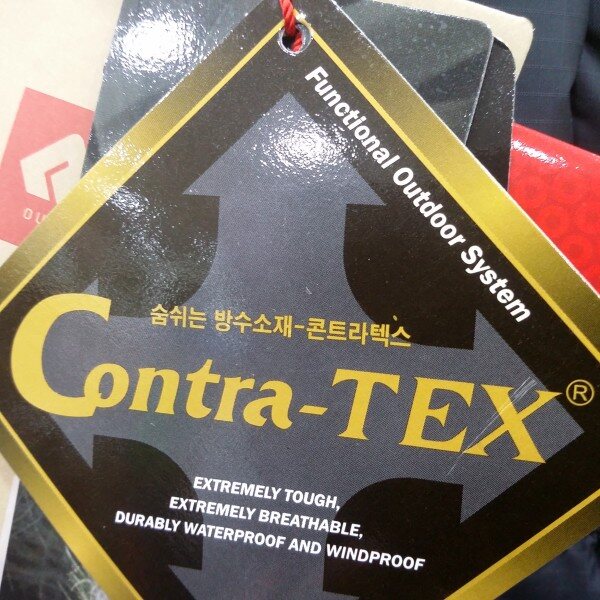 Functional Outdoor System
숨쉬는 방수소재-콘트라텍스
Contra-TEX®
EXTREMELY TOUGH,
EXTREMELY BREATHABLE,
DURABLY WATERPROOF AND WINDPROOF